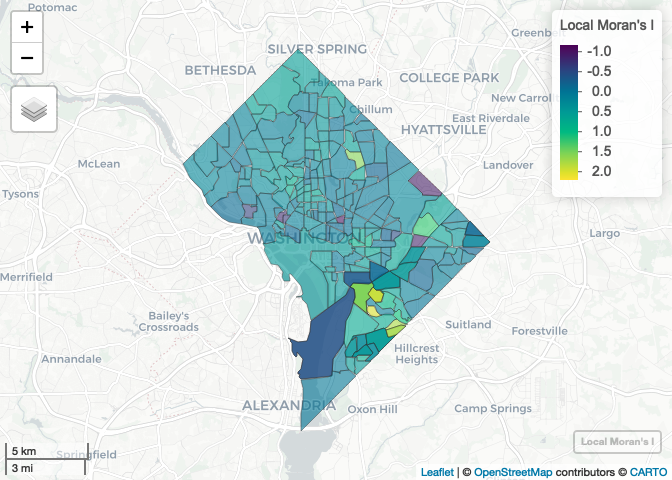 Potomac
+
−
SILVER SPRING
BETHESDA
Takoma Park
COLLEGE PARK
Greenb
Local Moran's I
-1.0
-0.5
0.0
0.5
1.0
1.5
2.0
New Carrol
Chillum
East Riverdale
HYATTSVILLE
McLean
Landover
Tysons
WASHINGTON
Largo
Merrifield
Bailey's
Crossroads
Suitland
Forestville
Annandale
Hillcrest
Heights
ALEXANDRIA
Oxon Hill
Camp Springs
5 km
3 mi
Springfield
Local Moran's I
Leaflet | © OpenStreetMap contributors © CARTO